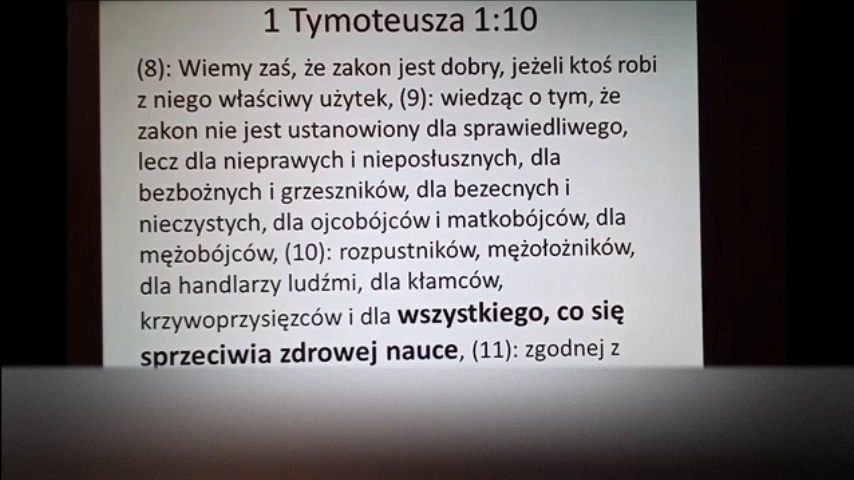 1 Tymoteusza 1:10
(8): Wiemy zaś, że zakon jest dobry, jeżeli ktoś robi
z niego właściwy użytek, (9): wiedząc o tym, że
zakon nie jest ustanowiony dla sprawiedliwego,
lecz dla nieprawych i nieposłusznych, dla
bezbożnych i grzeszników, dla bezecnych i
nieczystych, dla ojcobójców i matkobójców, dla
mężobójców, (10): rozpustników, mężołożników,
dla handlarzy ludźmi, dla kłamców,
krzywoprzysięzców i dla wszystkiego, co się
sprzeciwia zdrowej nauce, (11): zgodnej z